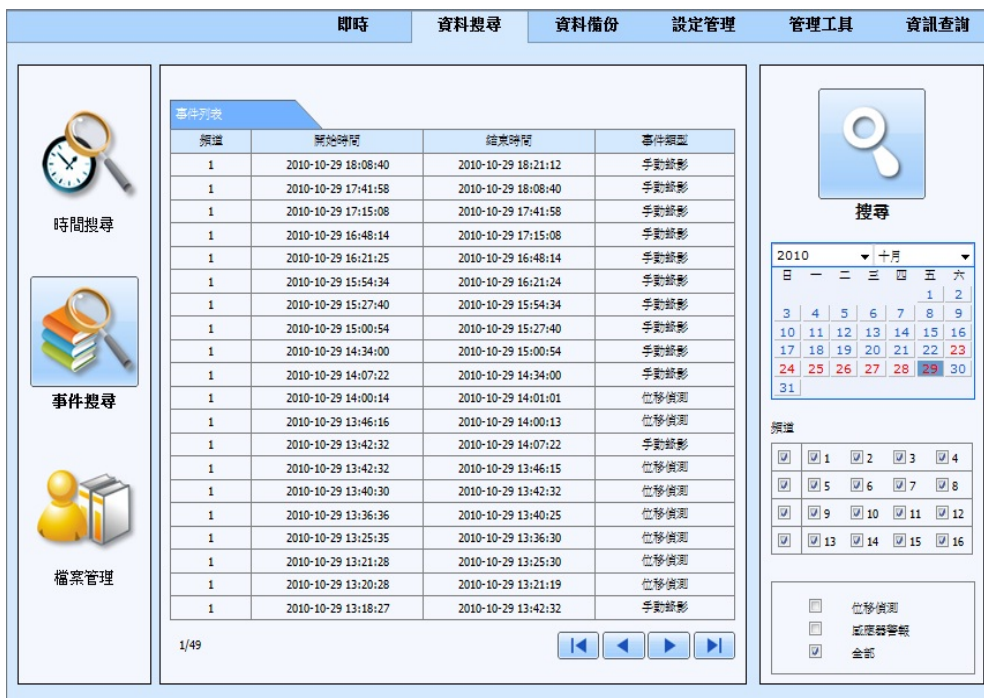 即時 資料搜尋 資料備份 設定管理 管理工具 資訊查詢
時間搜尋
事件搜尋
檔案管理
事件列表
頻道 開始時間 結束時間 事件類型
1 2010-10-29 18:08:40 2010-10-29 18:21:12 手動錄影
1 2010-10-29 17:41:58 2010-10-29 18:08:40 手動錄影
1 2010-10-29 17:15:08 2010-10-29 17:41:58 手動錄影
1 2010-10-29 16:48:14 2010-10-29 17:15:08 手動錄影
1 2010-10-29 16:21:25 2010-10-29 16:48:14 手動錄影
1 2010-10-29 15:54:34 2010-10-29 16:21:24 手動錄影
1 2010-10-29 15:27:40 2010-10-29 15:54:34 手動錄影
1 2010-10-29 15:00:54 2010-10-29 15:27:40 手動錄影
1 2010-10-29 14:34:00 2010-10-29 15:00:54 手動錄影
1 2010-10-29 14:07:22 2010-10-29 14:34:00 手動錄影
1 2010-10-29 14:00:14 2010-10-29 14:01:01 位移偵測
1 2010-10-29 13:46:16 2010-10-29 14:00:13 位移偵測
1 2010-10-29 13:42:32 2010-10-29 14:07:22 手動錄影
1 2010-10-29 13:42:32 2010-10-29 13:46:15 位移偵測
1 2010-10-29 13:40:30 2010-10-29 13:42:32 位移偵測
1 2010-10-29 13:36:36 2010-10-29 13:40:25 位移偵測
1 2010-10-29 13:25:35 2010-10-29 13:36:30 位移偵測
1 2010-10-29 13:21:28 2010-10-29 13:25:30 位移偵測
1 2010-10-29 13:20:28 2010-10-29 13:21:19 位移偵測
1 2010-10-29 13:18:27 2010-10-29 13:42:32 手動錄影
1/49
搜尋
2010 十月
日 一 二 三 四 五 六
1 2
3 4 5 6 7 8 9
10 11 12 13 14 15 16
17 18 19 20 21 22 23
24 25 26 27 28 29 30
31
頻道
1 2 3 4
5 6 7 8
9 10 11 12
13 14 15 16
位移偵測
感應器警報
全部